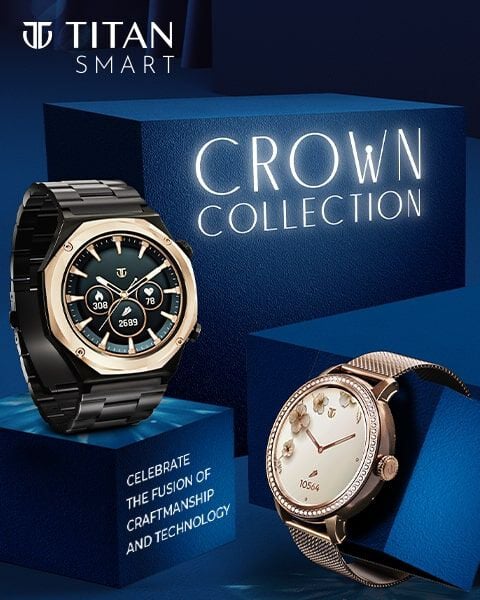 TITAN
SMART
CROWN
COLLECTION
308
78
2689
10564
CELEBRATE
THE FUSION OF
CRAFTMANSHIP
AND TECHNOLOGY